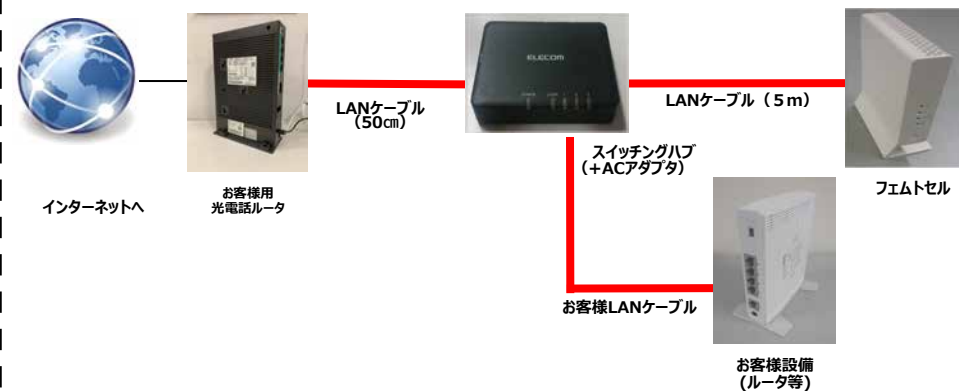 インターネットへ
お客様用
光電話ルータ
LANケーブル
(50㎝)
ELECOM
スイッチングハブ
(+ACアダプタ)
LANケーブル(5m)
フェムトセル
お客様LANケーブル
お客様設備
(ルータ等)